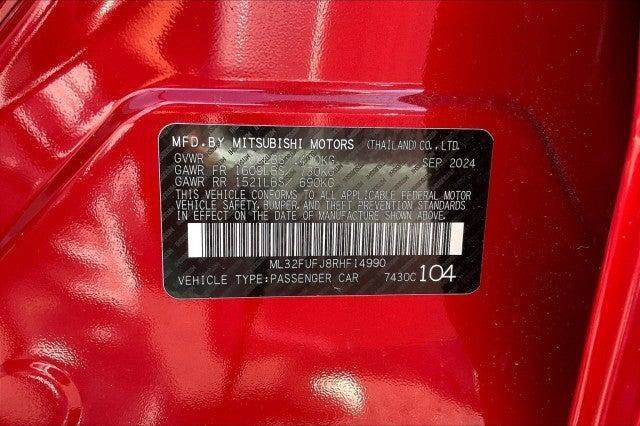 MFD.BY MITSUBISHI MOTORS (THAILAND)CO.,LTD.
GVWR SEP 2024
GAWR FR 1609LBS 730KG
GAWR RR 1521LBS 690KG
THIS VEHICLE CONFORMS TO ALL APPLICABLE FEDERAL MOTOR
VEHICLE SAFETY, BUMPER, AND THEFT PREVENTION STANDARDS
IN EFFECT ON THE DATE OF MANUFACTURE SHOWN ABOVE.
ML32FUFJ8RHF14990
VEHICLE TYPE:PASSENGER CAR 7430C 104